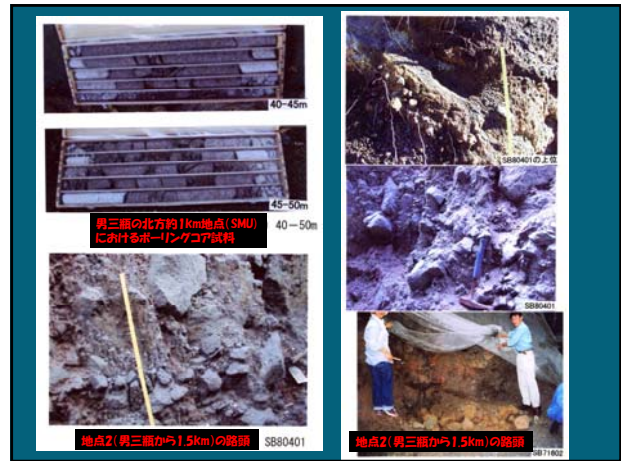 40-45m
45-50m
男三瓶の北方約1km地点(SMU)
におけるボーリングコア試料
40-50m
地点2(男三瓶から1.5km)の路頭
SB80401
SB80401の上位
SB80401
地点2(男三瓶から1.5km)の路頭
SB71602